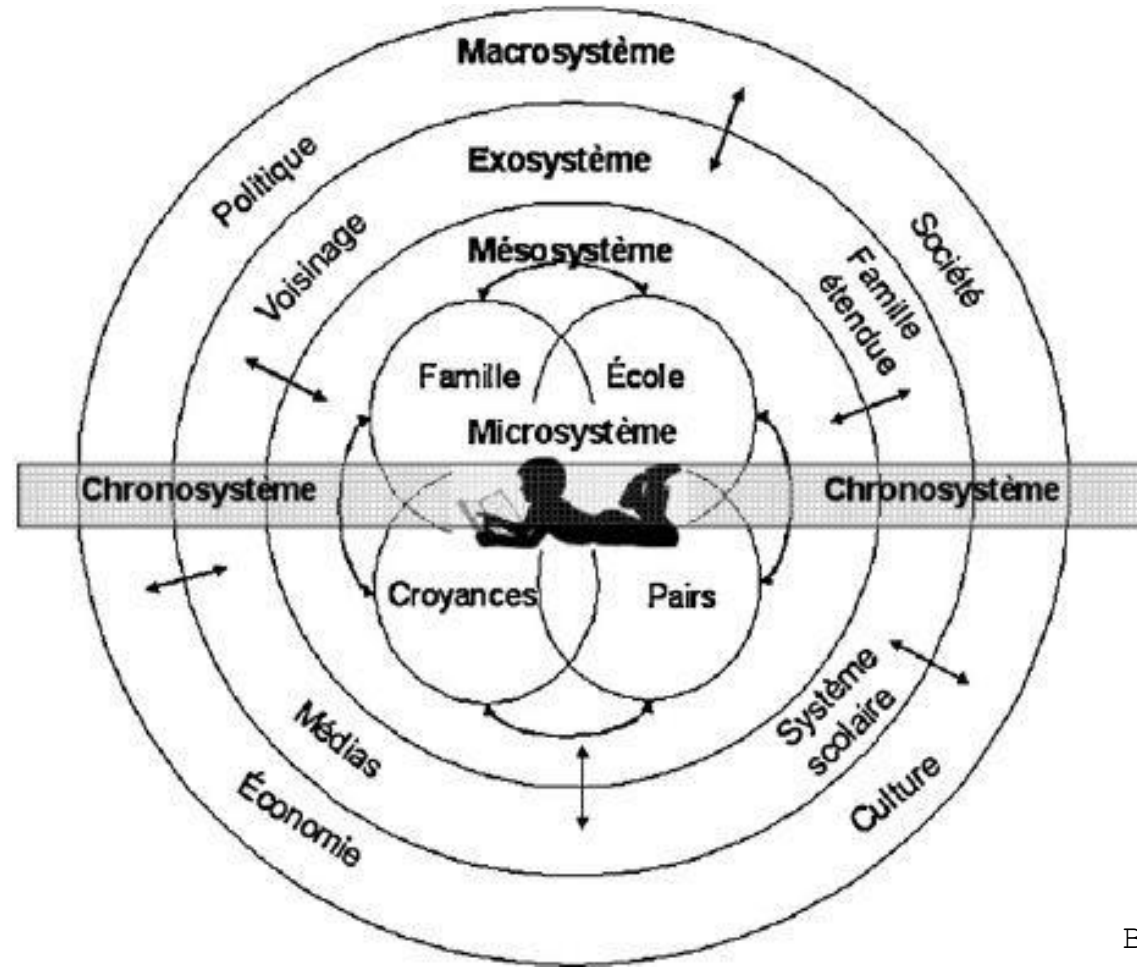 Macrosystème
Politique
Exosystème
Société
Voisinage
Mésosystème
Famille
étendue
Famille
École
Microsystème
Chronosystème
Chronosystème
Croyances
Pairs
Médias
Système
scolaire
Économie
Culture